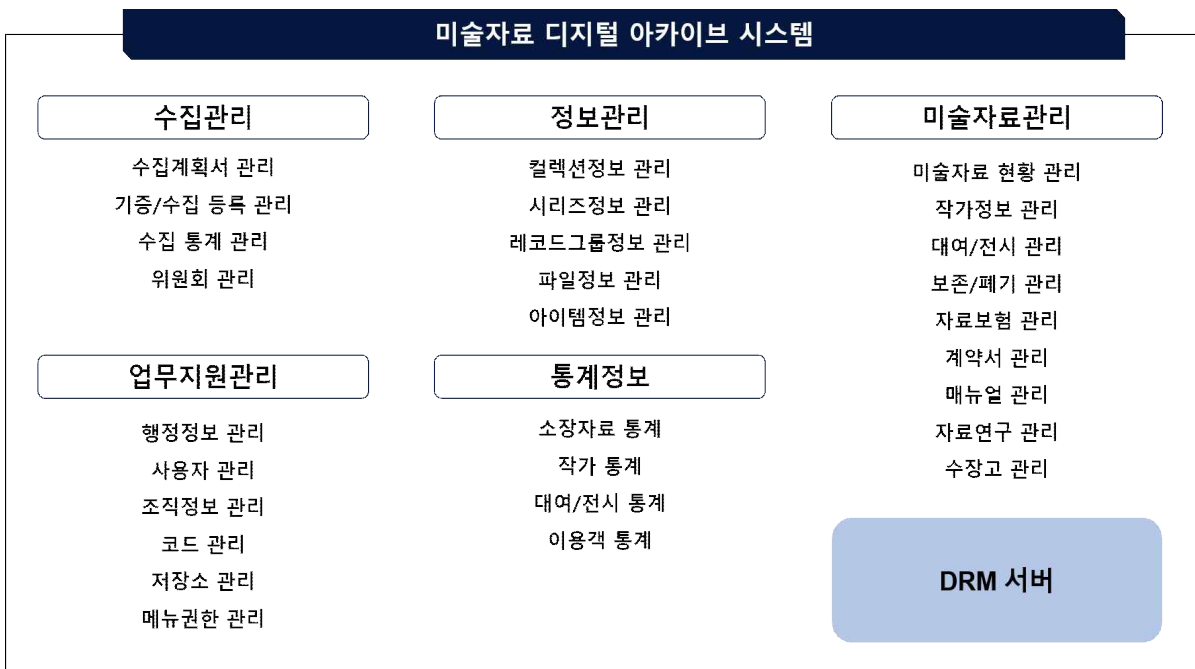 미술자료 디지털 아카이브 시스템
수집관리
수집계획서 관리
기증/수집 등록 관리
수집 통계 관리
위원회 관리
정보관리
컬렉션정보 관리
시리즈정보 관리
레코드그룹정보 관리
파일정보 관리
아이템정보 관리
미술자료관리
미술자료 현황 관리
작가정보 관리
대여/전시 관리
보존/폐기 관리
자료보험 관리
계약서 관리
매뉴얼 관리
자료연구 관리
수장고 관리
업무지원관리
행정정보 관리
사용자 관리
조직정보 관리
코드 관리
저장소 관리
메뉴권한 관리
통계정보
소장자료 통계
작가 통계
대여/전시 통계
이용객 통계
DRM 서버